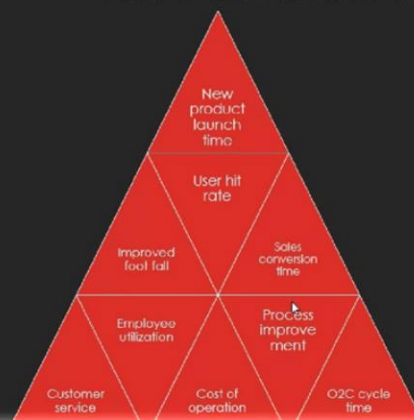 New
product
launch
time
User hit
rate
Improved
foot fall
Sales
conversion
time
Employee
utilization
Process
improve
ment
Customer
service
Cost of
operation
O2C cycle
time